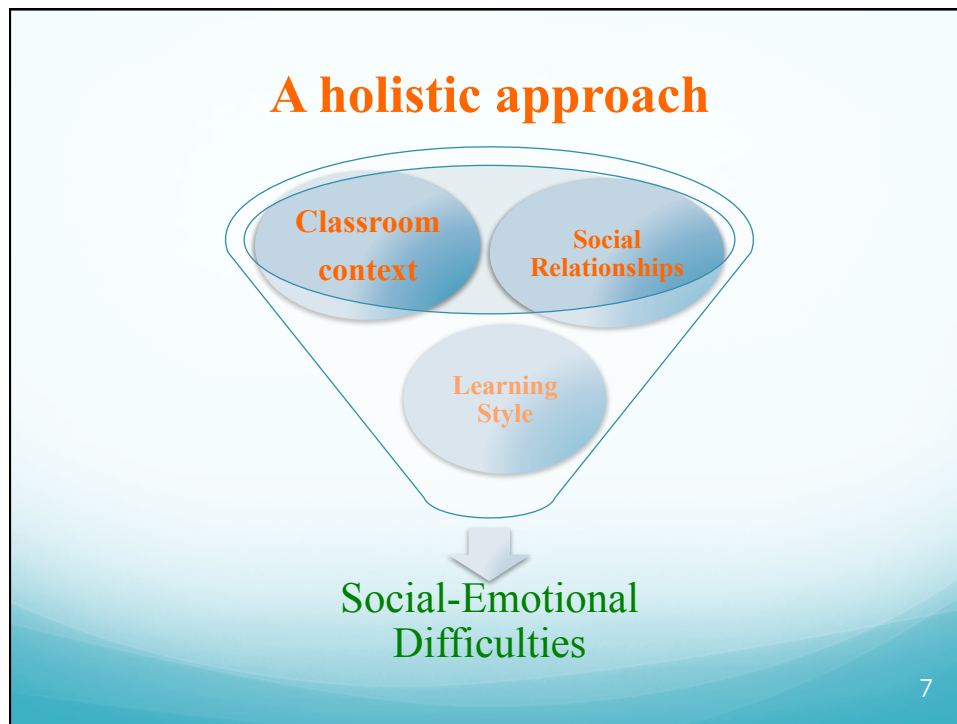 A holistic approach
Classroom
context
Social
Relationships
Learning
Style
Social-Emotional
Difficulties
7